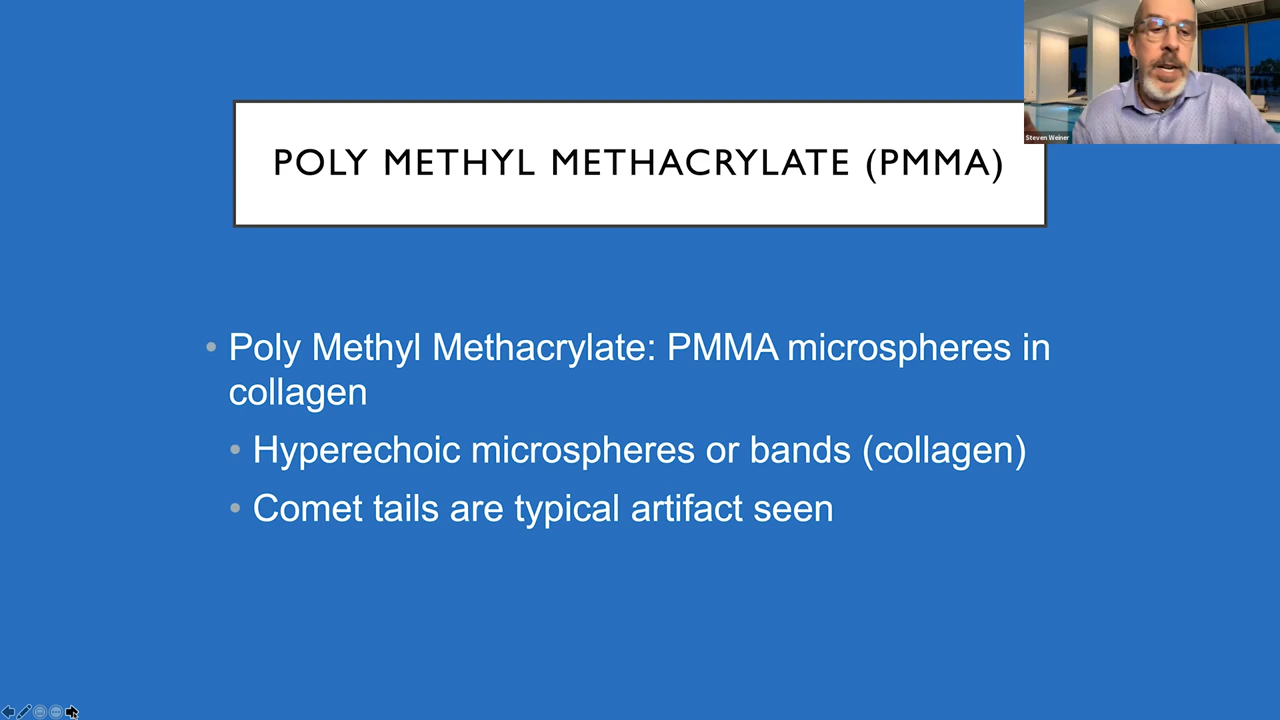 POLY METHYL METHACRYLATE (PMMA)
Steven Weiner
• Poly Methyl Methacrylate: PMMA microspheres in
collagen
• Hyperechoic microspheres or bands (collagen)
• Comet tails are typical artifact seen